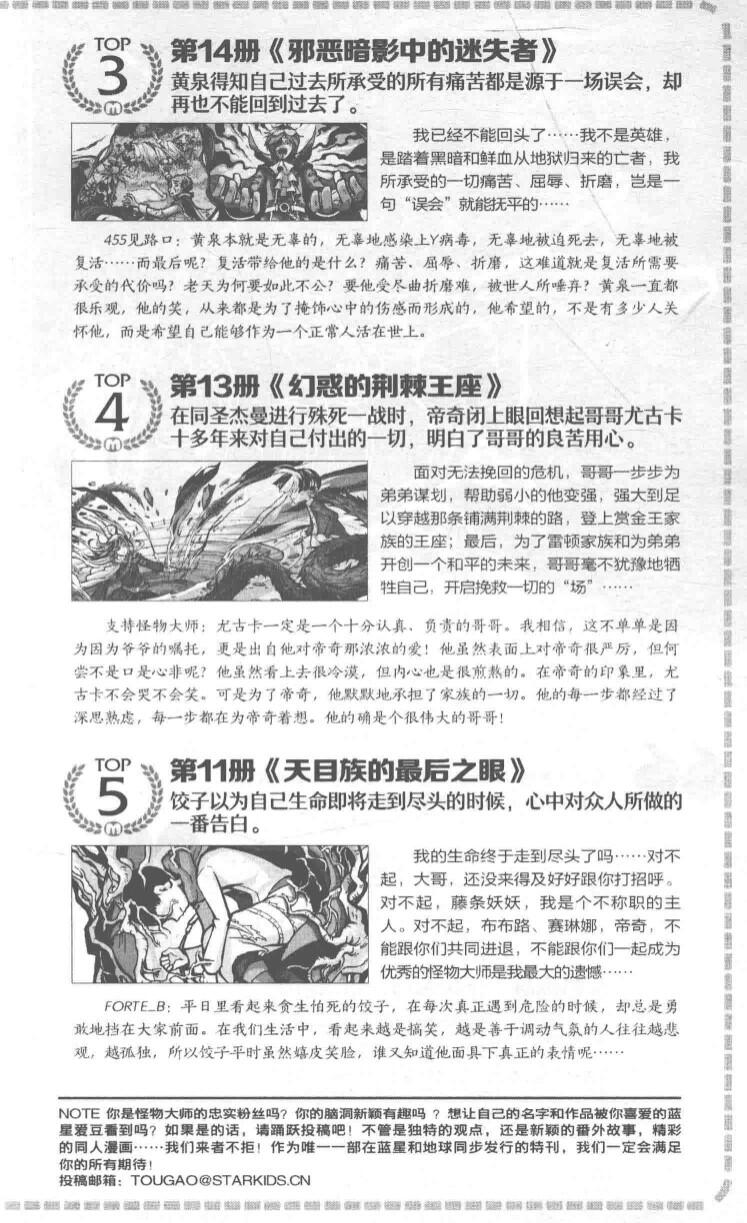 TOP
3
M
第14册《邪恶暗影中的迷失者》
黄泉得知自己过去所承受的所有痛苦都是源于一场误会，却
再也不能回到过去了。
我已经不能回头了……我不是英雄，
是踏着黑暗和鲜血从地狱归来的亡者，我
所承受的一切痛苦、屈辱、折磨，岂是一
句“误会”就能抚平的……
455见路口：黄泉本就是无辜的，无辜地感染上Y病毒，无辜地被迫死去，无辜地被
复活……而最后呢？复活带给他的是什么？痛苦、屈辱、折磨，这难道就是复活所需要
承受的代价吗？老天为何要如此不公？要他受尽曲折磨难，被世人所唾弃？黄泉一直都
很乐观，他的笑，从来都是为了掩饰心中的伤感而形成的，他希望的，不是有多少人关
怀他，而是希望自己能够作为一个正常人活在世上。
TOP
4
M
第13册《幻惑的荆棘王座》
在同圣杰曼进行殊死一战时，帝奇闭上眼回想起哥哥尤古卡
十多年来对自己付出的一切，明白了哥哥的良苦用心。
面对无法挽回的危机，哥哥一步步为
弟弟谋划，帮助弱小的他变强，强大到足
以穿越那条铺满荆棘的路，登上赏金王家
族的王座；最后，为了雷顿家族和为弟弟
开创一个和平的未来，哥哥毫不犹豫地牺
牲自己，开启挽救一切的“场”……
支持怪物大师：尤古卡一定是一个十分认真、负责的哥哥。我相信，这不单单是因
为因为爷爷的嘱托，更是出自他对帝奇那浓浓的爱！他虽然表面上对帝奇很严厉，但何
尝不是口是心非呢？他虽然看上去很冷漠，但内心也是很煎熬的。在帝奇的印象里，尤
古卡不会哭不会笑。可是为了帝奇，他默默地承担了家族的一切。他的每一步都经过了
深思熟虑，每一步都在为帝奇着想。他的确是个很伟大的哥哥！
TOP
5
M
第11册《天目族的最后之眼》
饺子以为自己生命即将走到尽头的时候，心中对众人所做的
一番告白。
我的生命终于走到尽头了吗……对不
起，大哥，还没来得及好好跟你打招呼。
对不起，藤条妖妖，我是个不称职的主
人。对不起，布布路、赛琳娜，帝奇，不
能跟你们共同进退，不能跟你们一起成为
优秀的怪物大师是我最大的遗憾……
FORTE_B：平日里看起来贪生怕死的饺子，在每次真正遇到危险的时候，却总是勇
敢地挡在大家前面。在我们生活中，看起来越是搞笑，越是善于调动气氛的人往往越悲
观，越孤独，所以饺子平时虽然嬉皮笑脸，谁又知道他面具下真正的表情呢……
NOTE 你是怪物大师的忠实粉丝吗？你的脑洞新颖有趣吗？想让自己的名字和作品被你喜爱的蓝
星爱豆看到吗？如果是的话，请踊跃投稿吧！不管是独特的观点，还是新颖的番外故事，精彩
的同人漫画……我们来者不拒！作为唯一一部在蓝星和地球同步发行的特刊，我们一定会满足
你的所有期待！
投稿邮箱：TOUGAO@STARKIDS.CN